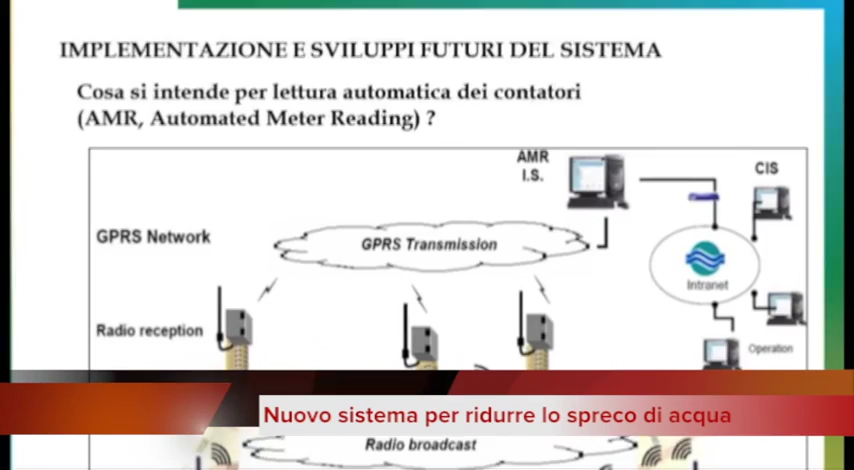 IMPLEMENTAZIONE E SVILUPPI FUTURI DEL SISTEMA
Cosa si intende per lettura automatica dei contatori
(AMR, Automated Meter Reading) ?
AMR
I.S.
CIS
GPRS Network
GPRS Transmission
Intranet
Radio reception
Operation
Nuovo sistema per ridurre lo spreco di acqua
Radio broadcast